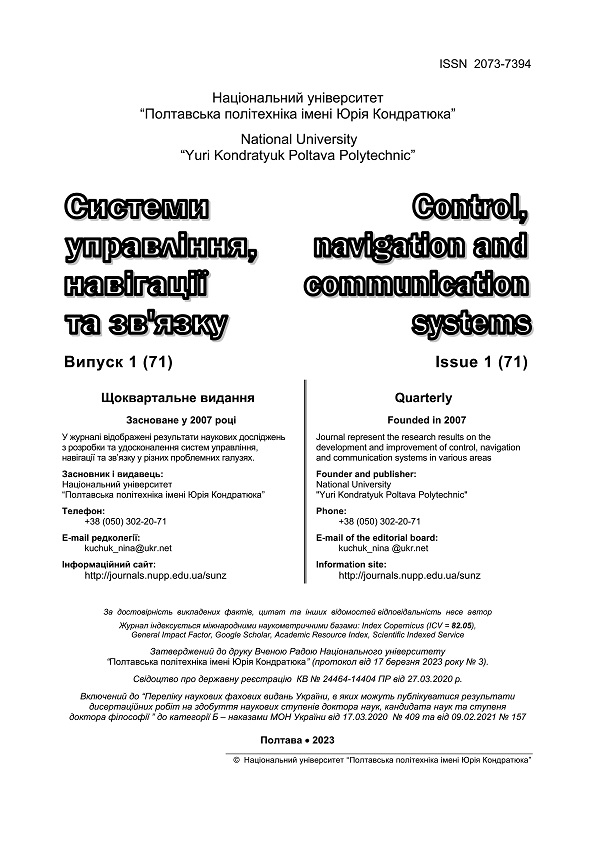 ISSN 2073-7394
Національний університет
“Полтавська політехніка імені Юрія Кондратюка”
National University
“Yuri Kondratyuk Poltava Polytechnic”
Системи
управління,
навігації
та зв'язку
Випуск 1 (71)
Control,
navigation and
communication
systems
Issue 1 (71)
Щоквартальне видання
Засноване у 2007 році
У журналі відображені результати наукових досліджень
з розробки та удосконалення систем управління,
навігації та зв'язку у різних проблемних галузях.
Засновник і видавець:
Національний університет
“Полтавська політехніка імені Юрія Кондратюка”
Телефон:
+38 (050) 302-20-71
E-mail редколегії:
kuchuk_nina@ukr.net
Інформаційний сайт:
http://journals.nupp.edu.ua/sunz
Quarterly
Founded in 2007
Journal represent the research results on the
development and improvement of control, navigation
and communication systems in various areas
Founder and publisher:
National University
"Yuri Kondratyuk Poltava Polytechnic"
Phone:
+38 (050) 302-20-71
E-mail of the editorial board:
kuchuk_nina @ukr.net
Information site:
http://journals.nupp.edu.ua/sunz
За достовірність викладених фактів, цитат та інших відомостей відповідальність несе автор
Журнал індексується міжнародними наукометричними базами: Index Copernicus (ICV = 82.05),
General Impact Factor, Google Scholar, Academic Resource Index, Scientific Indexed Service
Затверджений до друку Вченою Радою Національного університету
“Полтавська політехніка імені Юрія Кондратюка” (протокол від 17 березня 2023 року № 3).
Свідоцтво про державну реєстрацію КВ № 24464-14404 ПР від 27.03.2020 р.
Включений до “Переліку наукових фахових видань України, в яких можуть публікуватися результати
дисертаційних робіт на здобуття наукових ступенів доктора наук, кандидата наук та ступеня
доктора філософії ” до категорії Б – наказами МОН України від 17.03.2020 № 409 та від 09.02.2021 № 157
Полтава • 2023
© Національний університет “Полтавська політехніка імені Юрія Кондратюка”